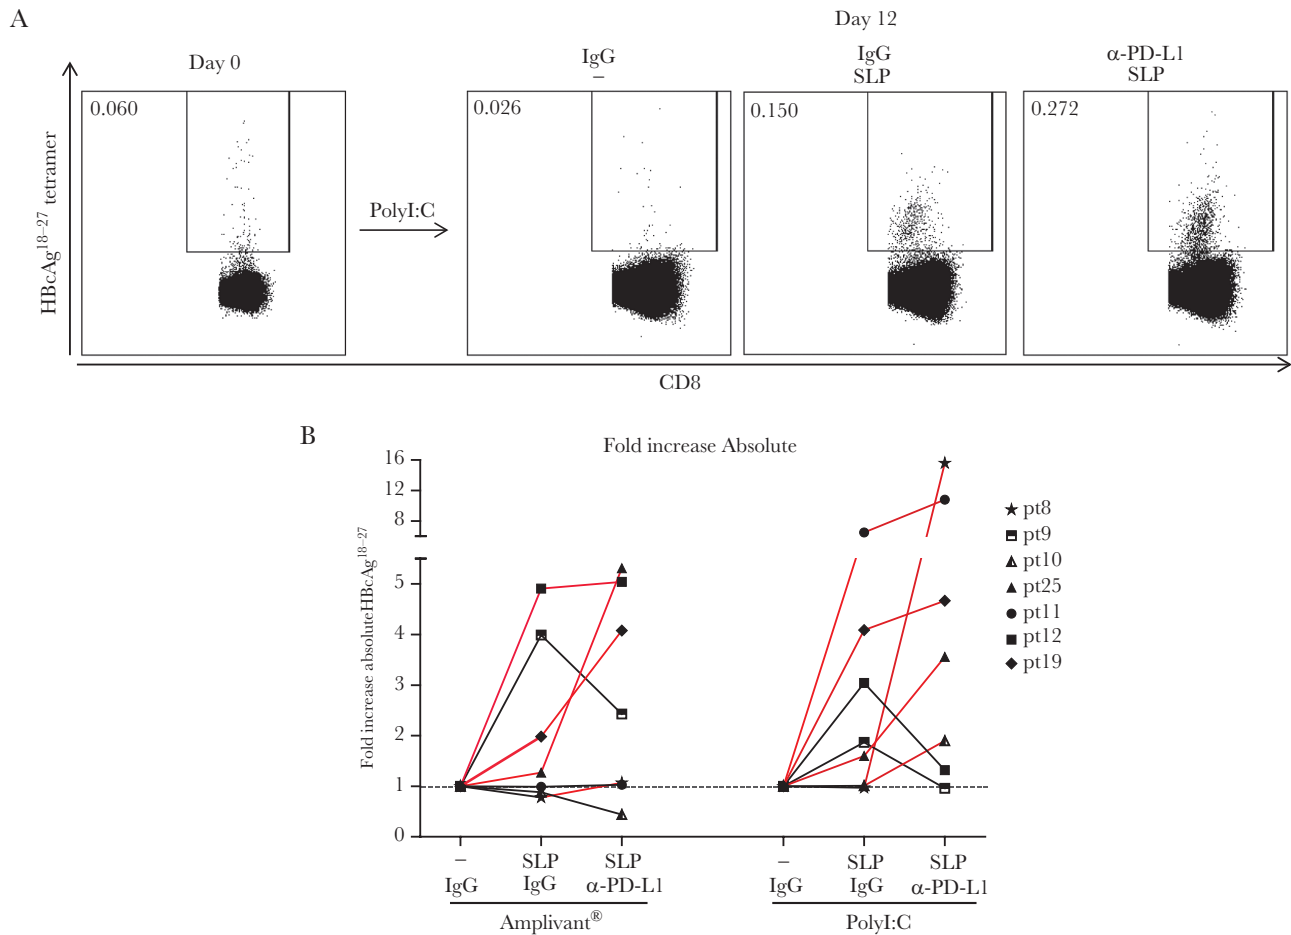 A
Day 12
Day 0
IgG
–
IgG
SLP
α-PD-L1
SLP
0.060
0.026
0.150
0.272
HBcAg18–27 tetramer
PolyI:C
CD8
B
Fold increase Absolute
Fold increase absoluteHBcAg18–27
16
12
8
5
4
3
2
1
0
pt8
pt9
pt10
pt25
pt11
pt12
pt19
– SLP SLP – SLP SLP
IgG IgG α-PD-L1 IgG IgG α-PD-L1
Amplivant® PolyI:C